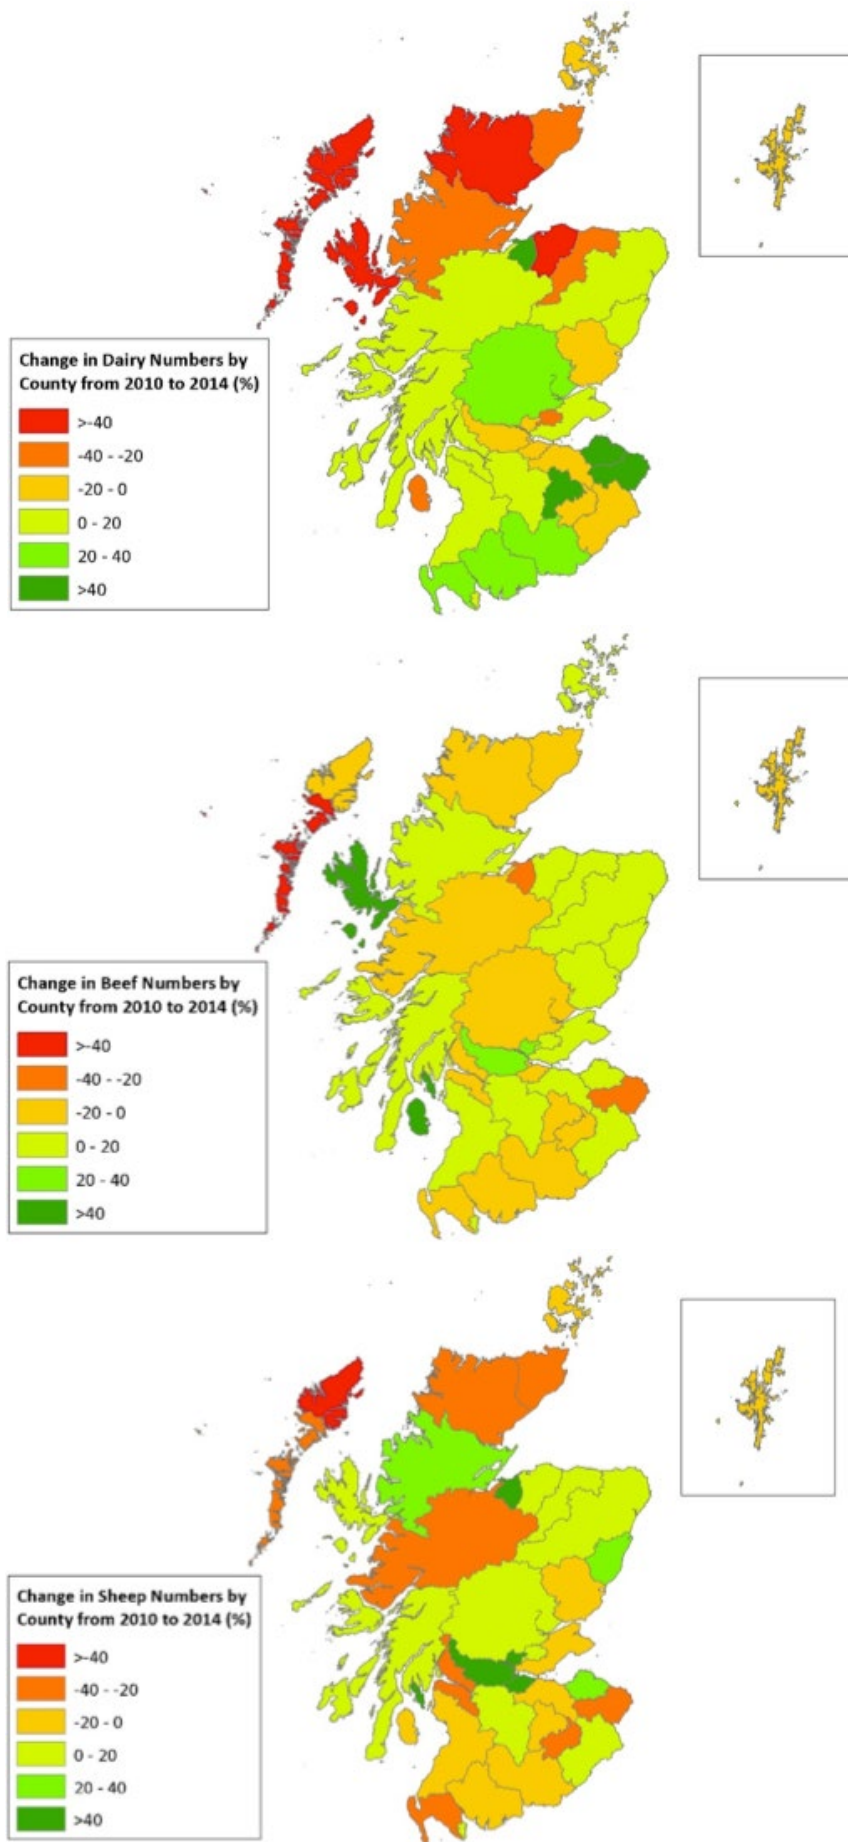 Change in Dairy Numbers by
County from 2010 to 2014 (%)
>-40
-40 - -20
-20 - 0
0 - 20
20 - 40
>40
Change in Beef Numbers by
County from 2010 to 2014 (%)
>-40
-40 - -20
-20 - 0
0 - 20
20 - 40
>40
Change in Sheep Numbers by
County from 2010 to 2014 (%)
>-40
-40 - -20
-20 - 0
0 - 20
20 - 40
>40